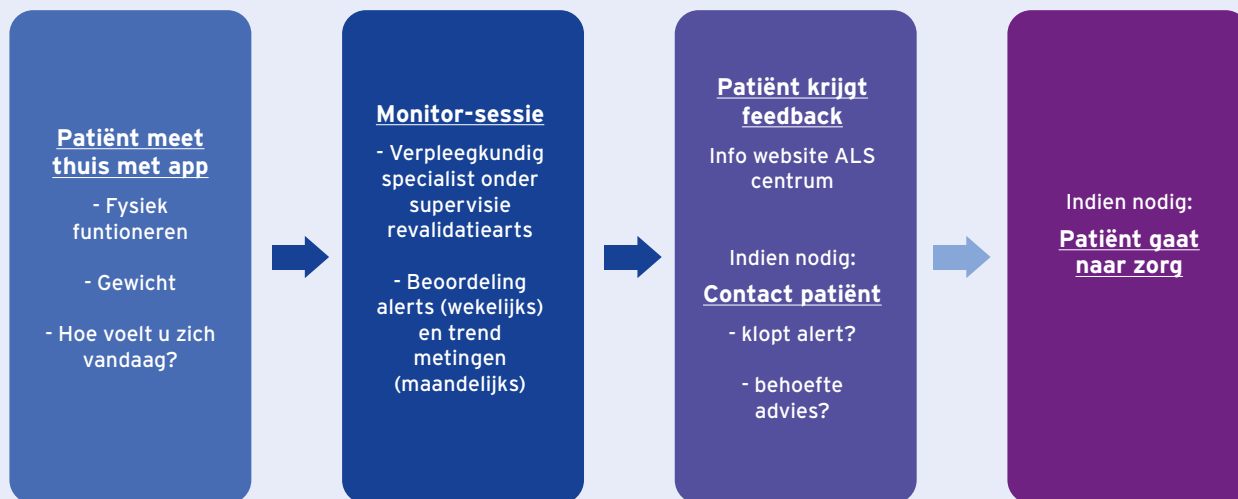 Patiënt meet
thuis met app
- Fysiek
funtioneren
- Gewicht
- Hoe voelt u zich
vandaag?
Monitor-sessie
- Verpleegkundig
specialist onder
supervisie
revalidatiearts
- Beoordeling
alerts (wekelijks)
en trend
metingen
(maandelijks)
Patiënt krijgt
feedback
Info website ALS
centrum
Indien nodig:
Contact patiënt
- klopt alert?
- behoefte
advies?
Indien nodig:
Patiënt gaat
naar zorg